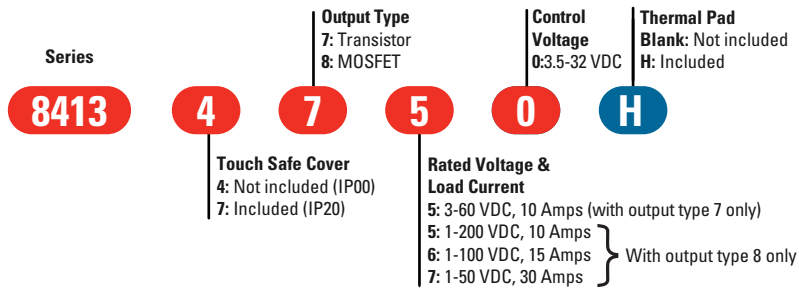 Series
Output Type
7: Transistor
8: MOSFET
Control
Voltage
0:3.5-32 VDC
Thermal Pad
Blank: Not included
H: Included
8413 4 7 5 0 H
Touch Safe Cover
4: Not included (IP00)
7: Included (IP20)
Rated Voltage &
Load Current
5: 3-60 VDC, 10 Amps (with output type 7 only)
5: 1-200 VDC, 10 Amps
6: 1-100 VDC, 15 Amps
7: 1-50 VDC, 30 Amps
With output type 8 only